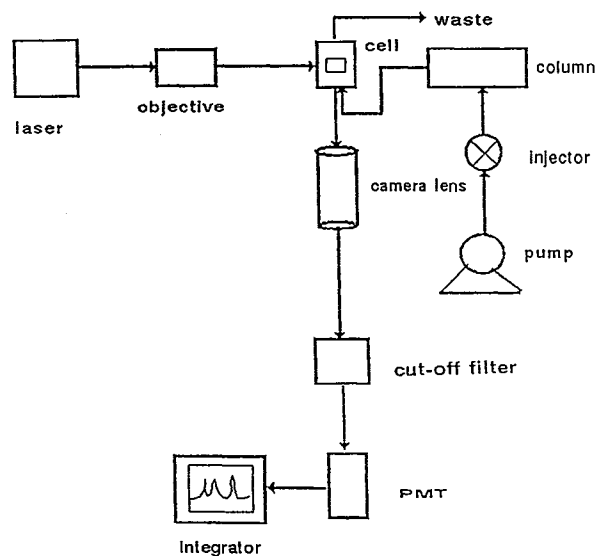 waste
cell
column
objective
laser
injector
camera lens
pump
cut-off filter
PMT
Integrator